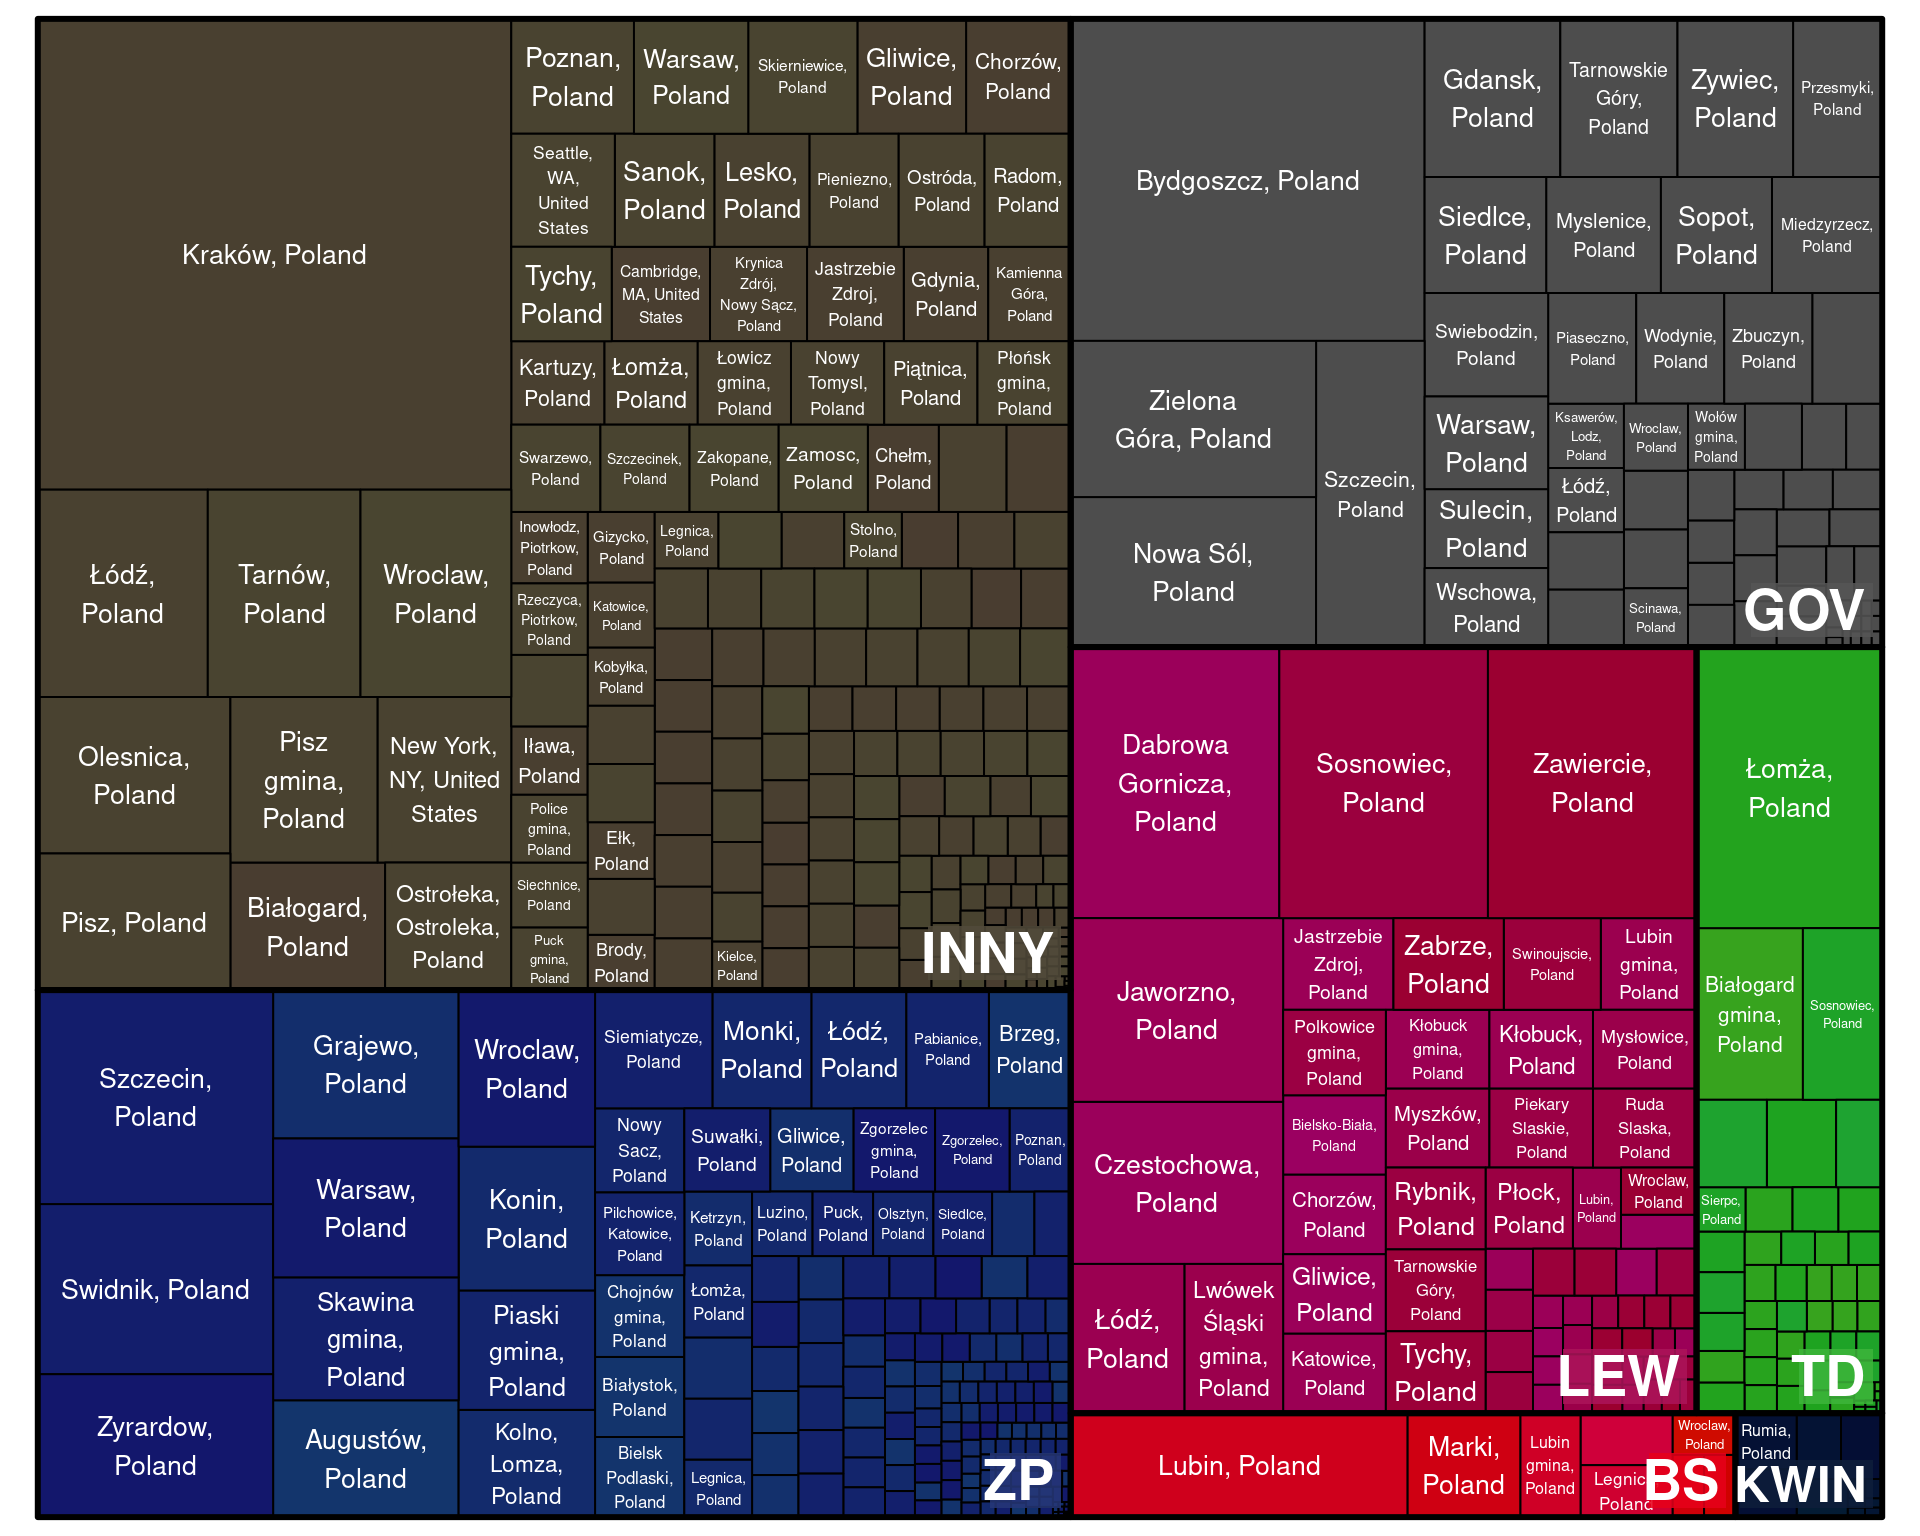 Kraków, Poland
Łódź,
Poland
Tarnów,
Poland
Wroclaw,
Poland
Olesnica,
Poland
Pisz
gmina,
Poland
New York,
NY, United
States
Pisz, Poland
Białogard,
Poland
Ostrołeka,
Ostroleka,
Poland
Poznan,
Poland
Warsaw,
Poland
Skierniewice,
Poland
Gliwice,
Poland
Chorzów,
Poland
Seattle,
WA,
United
States
Sanok,
Poland
Lesko,
Poland
Pieniezno,
Poland
Ostróda,
Poland
Radom,
Poland
Tychy,
Poland
Cambridge,
MA, United
States
Krynica
Zdrój,
Nowy Sącz,
Poland
Jastrzebie
Zdroj,
Poland
Gdynia,
Poland
Kamienna
Góra,
Poland
Kartuzy,
Poland
Łomża,
Poland
Łowicz
gmina,
Poland
Nowy
Tomysl,
Poland
Piątnica,
Poland
Płońsk
gmina,
Poland
Swarzewo,
Poland
Szczecinek,
Poland
Zakopane,
Poland
Zamosc,
Poland
Chełm,
Poland
Inowłodz,
Piotrkow,
Poland
Gizycko,
Poland
Legnica,
Poland
Stolno,
Poland
Rzeczyca,
Piotrkow,
Poland
Katowice,
Poland
Kobyłka,
Poland
Iława,
Poland
Police
gmina,
Poland
Ełk,
Poland
Siechnice,
Poland
Puck
gmina,
Poland
Brody,
Poland
Kielce,
Poland
INNY
Bydgoszcz, Poland
Zielona
Góra, Poland
Nowa Sól,
Poland
Szczecin,
Poland
Gdansk,
Poland
Tarnowskie
Góry,
Poland
Zywiec,
Poland
Przesmyki,
Poland
Siedlce,
Poland
Myslenice,
Poland
Sopot,
Poland
Miedzyrzecz,
Poland
Swiebodzin,
Poland
Piaseczno,
Poland
Wodynie,
Poland
Zbuczyn,
Poland
Warsaw,
Poland
Ksawerów,
Lodz,
Poland
Wroclaw,
Poland
Wołów
gmina,
Poland
Łódź,
Poland
Sulecin,
Poland
Wschowa,
Poland
Scinawa,
Poland
GOV
Dabrowa
Gornicza,
Poland
Sosnowiec,
Poland
Zawiercie,
Poland
Jaworzno,
Poland
Czestochowa,
Poland
Łódź,
Poland
Lwówek
Śląski
gmina,
Poland
Jastrzebie
Zdroj,
Poland
Zabrze,
Poland
Swinoujscie,
Poland
Lubin
gmina,
Poland
Polkowice
gmina,
Poland
Kłobuck
gmina,
Poland
Kłobuck,
Poland
Mysłowice,
Poland
Bielsko-Biała,
Poland
Myszków,
Poland
Piekary
Slaskie,
Poland
Ruda
Slaska,
Poland
Chorzów,
Poland
Rybnik,
Poland
Płock,
Poland
Lubin,
Poland
Wroclaw,
Poland
Gliwice,
Poland
Tarnowskie
Góry,
Poland
Katowice,
Poland
Tychy,
Poland
LEW
Łomża,
Poland
Białogard
gmina,
Poland
Sosnowiec,
Poland
Sierpc,
Poland
TD
Szczecin,
Poland
Swidnik, Poland
Zyrardow,
Poland
Grajewo,
Poland
Warsaw,
Poland
Skawina
gmina,
Poland
Augustów,
Poland
Wroclaw,
Poland
Konin,
Poland
Piaski
gmina,
Poland
Kolno,
Lomza,
Poland
Siemiatycze,
Poland
Monki,
Poland
Łódź,
Poland
Pabianice,
Poland
Brzeg,
Poland
Nowy
Sacz,
Poland
Suwałki,
Poland
Gliwice,
Poland
Zgorzelec
gmina,
Poland
Zgorzelec,
Poland
Poznan,
Poland
Pilchowice,
Katowice,
Poland
Ketrzyn,
Poland
Luzino,
Poland
Puck,
Poland
Olsztyn,
Poland
Siedlce,
Poland
Chojnów
gmina,
Poland
Łomża,
Poland
Białystok,
Poland
Bielsk
Podlaski,
Poland
Legnica,
Poland
ZP
Lubin, Poland
Marki,
Poland
Lubin
gmina,
Poland
Legnica,
Poland
Wroclaw,
Poland
BS
Rumia,
Poland
KWIN